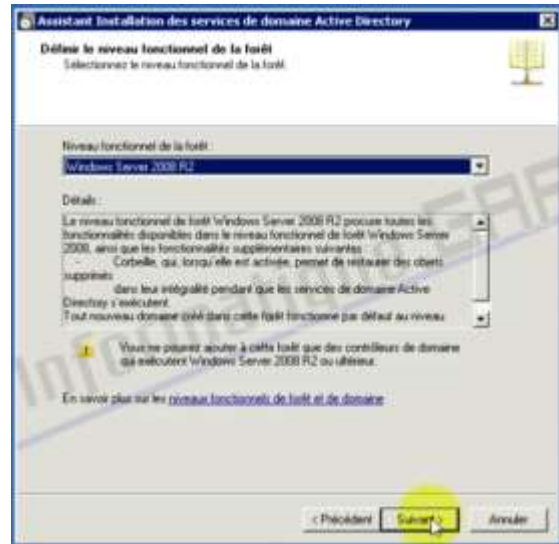 Assistant Installation des services de domaine Active Directory
Définir le niveau fonctionnel de la forêt
Sélectionnez le niveau fonctionnel de la forêt.
Niveau fonctionnel de la forêt :
Windows Server 2008 R2
Détails :
Le niveau fonctionnel de forêt Windows Server 2008 R2 procure toutes les
fonctionnalités disponibles dans le niveau fonctionnel de forêt Windows Server
2008, ainsi que les fonctionnalités supplémentaires suivantes :
- Corbeille, qui, lorsqu'elle est activée, permet de restaurer des objets
supprimés
dans leur intégralité pendant que les services de domaine Active
Directory s'exécutent.
Tout nouveau domaine créé dans cette forêt fonctionne par défaut au niveau
Vous ne pourrez ajouter à cette forêt que des contrôleurs de domaine
qui exécutent Windows Server 2008 R2 ou ultérieur.
En savoir plus sur les niveaux fonctionnels de forêt et de domaine
< Précédent Suivant > Annuler